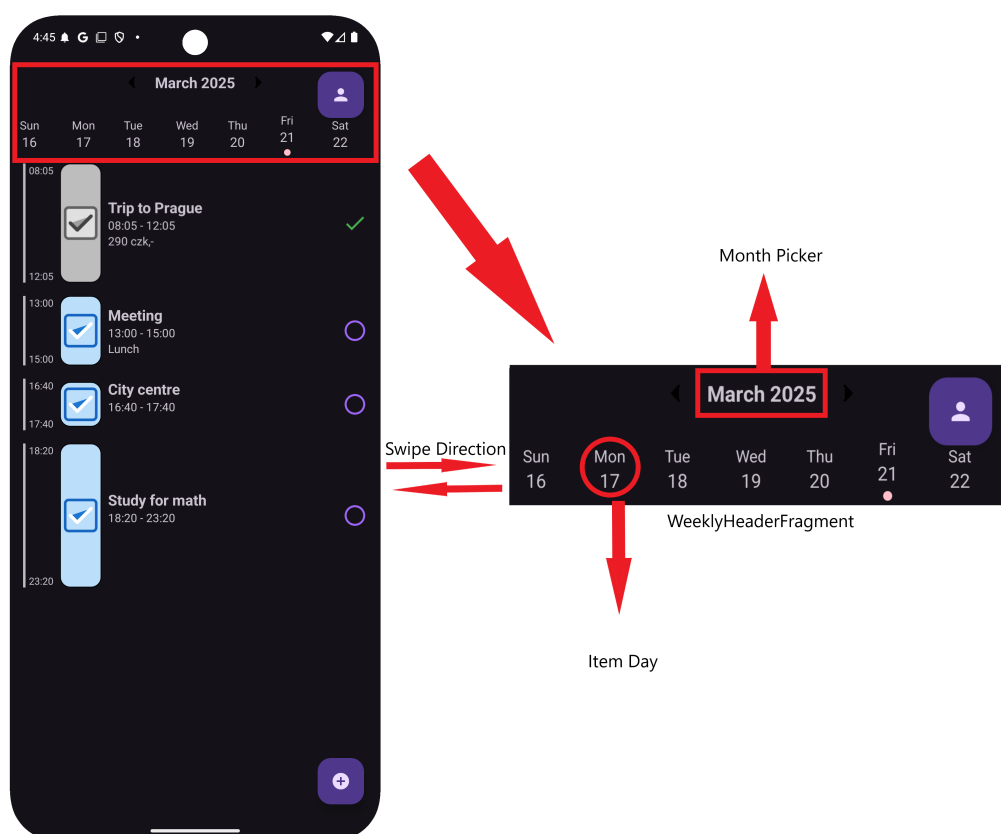 4:45
March 2025
Sun Mon Tue Wed Thu Fri Sat
16 17 18 19 20 21 22
08:05
Trip to Prague
08:05 - 12:05
290 czk,-
12:05
13:00
Meeting
13:00 - 15:00
Lunch
15:00
16:40
City centre
16:40 - 17:40
17:40
18:20
Study for math
18:20 - 23:20
23:20
Swipe Direction
Month Picker
March 2025
Sun Mon Tue Wed Thu Fri Sat
16 17 18 19 20 21 22
WeeklyHeaderFragment
Item Day